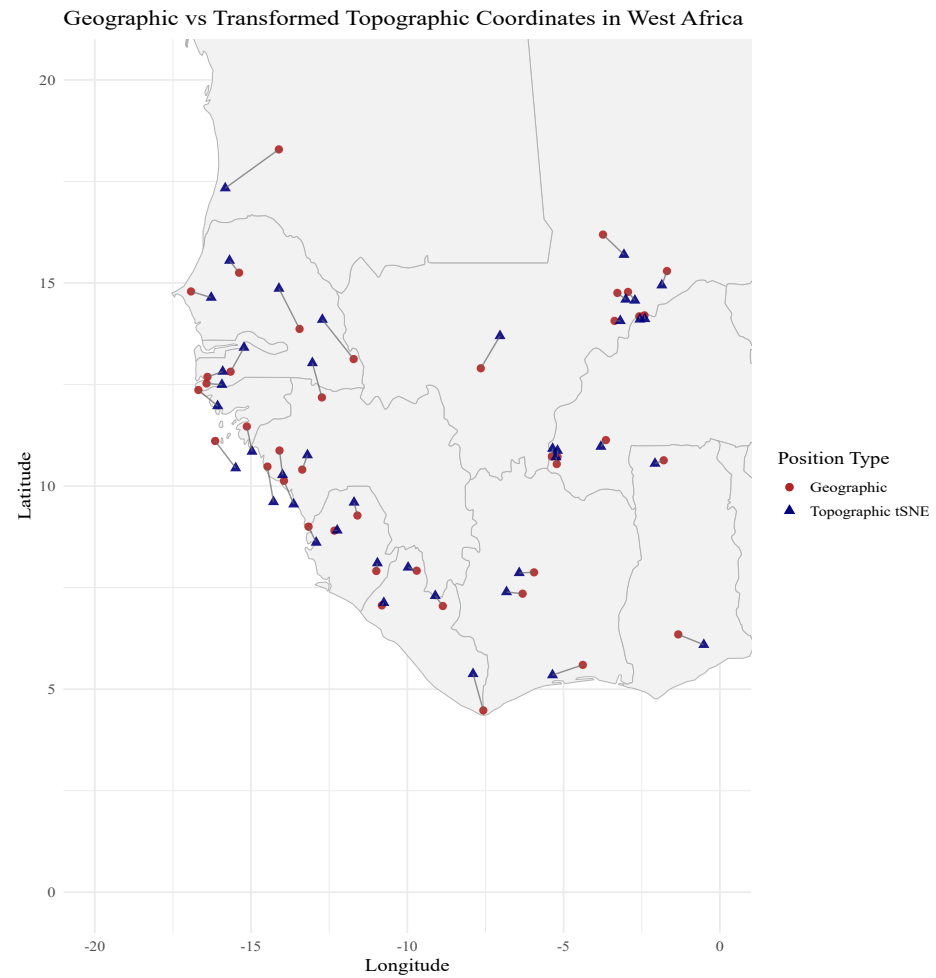 Geographic vs Transformed Topographic Coordinates in West Africa
20
15
10
5
0
Latitude
-20
-15
-10
-5
0
Longitude
Position Type
Geographic
Topographic tSNE